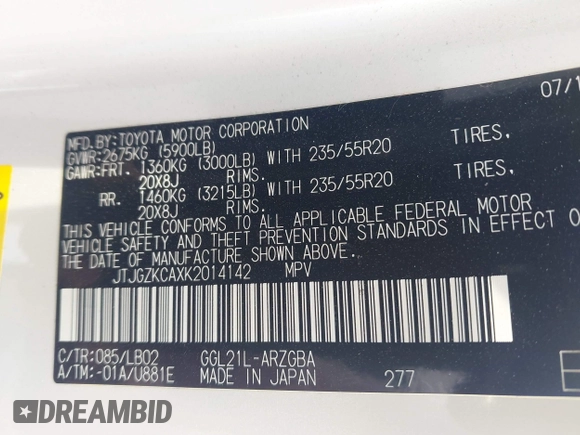 07/1
MFD.BY:TOYOTA MOTOR CORPORATION
GVWR:2675KG (5900LB)
GAWR:FRT. 1360KG (3000LB) WITH 235/55R20 TIRES,
20X8J RIMS.
RR. 1460KG (3215LB) WITH 235/55R20 TIRES,
20X8J RIMS.
THIS VEHICLE CONFORMS TO ALL APPLICABLE FEDERAL MOTOR
VEHICLE SAFETY AND THEFT PREVENTION STANDARDS IN EFFECT O
THE DATE OF MANUFACTURE SHOWN ABOVE.
JTJGZKCAXK2014142 MPV
C/TR:085/LB02 GGL21L-ARZGBA
A/TM:-01A/U881E MADE IN JAPAN 277
DREAMBID